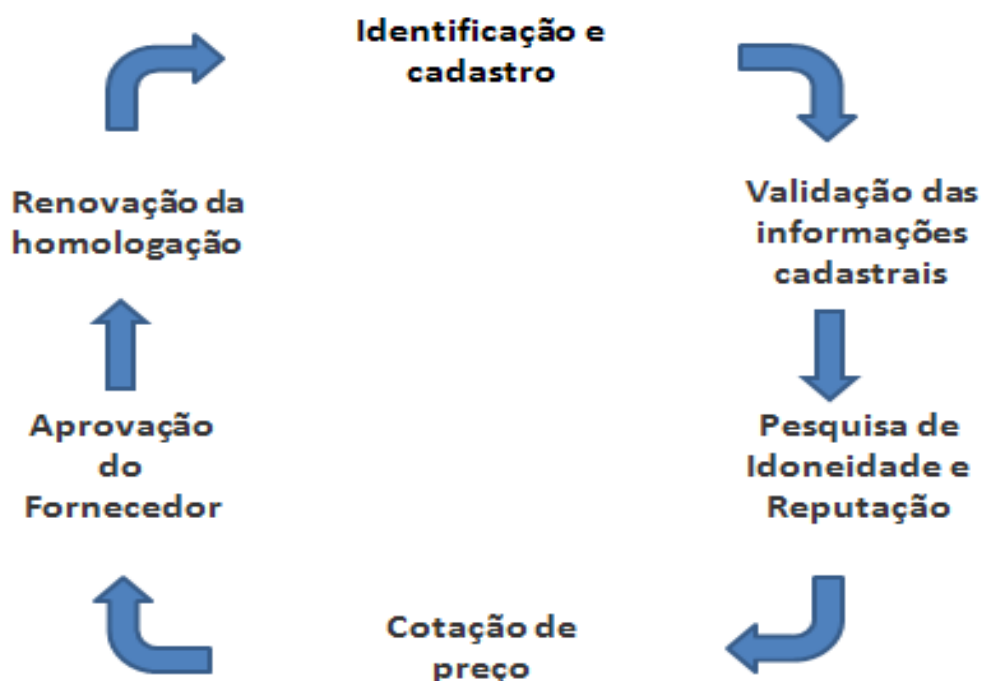 Identificação e
cadastro
Validação das
informações
cadastrais
Pesquisa de
Idoneidade e
Reputação
Cotação de
preço
Aprovação
do
Fornecedor
Renovação da
homologação